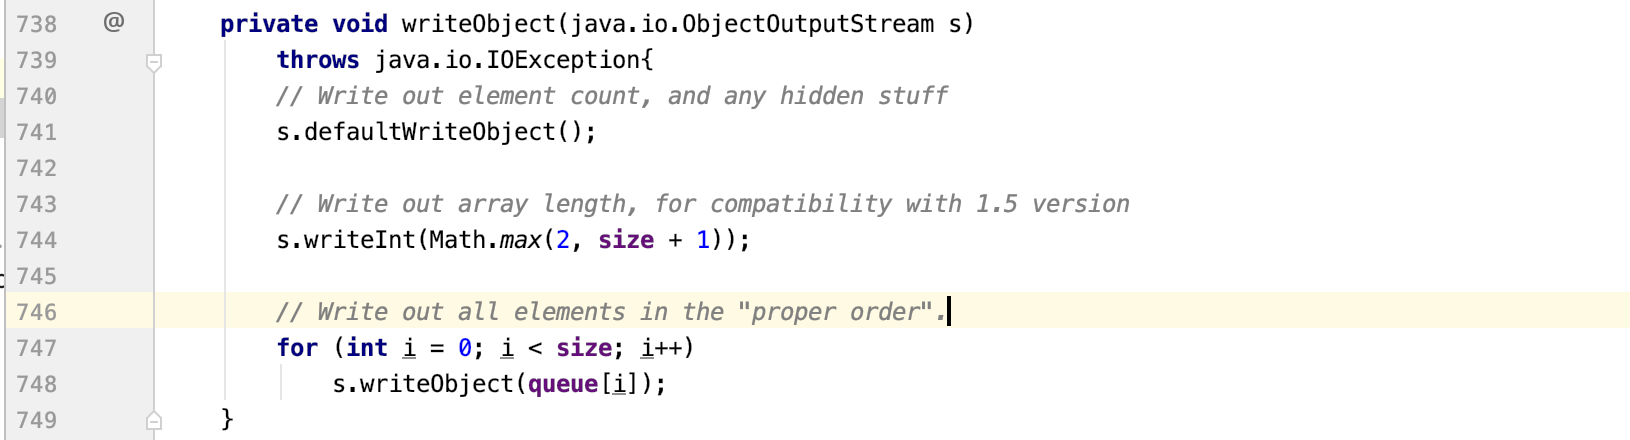 738 @ private void writeObject(java.io.ObjectOutputStream s)
739 throws java.io.IOException{
740 // Write out element count, and any hidden stuff
741 s.defaultWriteObject();
742
743 // Write out array length, for compatibility with 1.5 version
744 s.writeInt(Math.max(2, size + 1));
745
746 // Write out all elements in the "proper order".
747 for (int i = 0; i < size; i++)
748 s.writeObject(queue[i]);
749 }